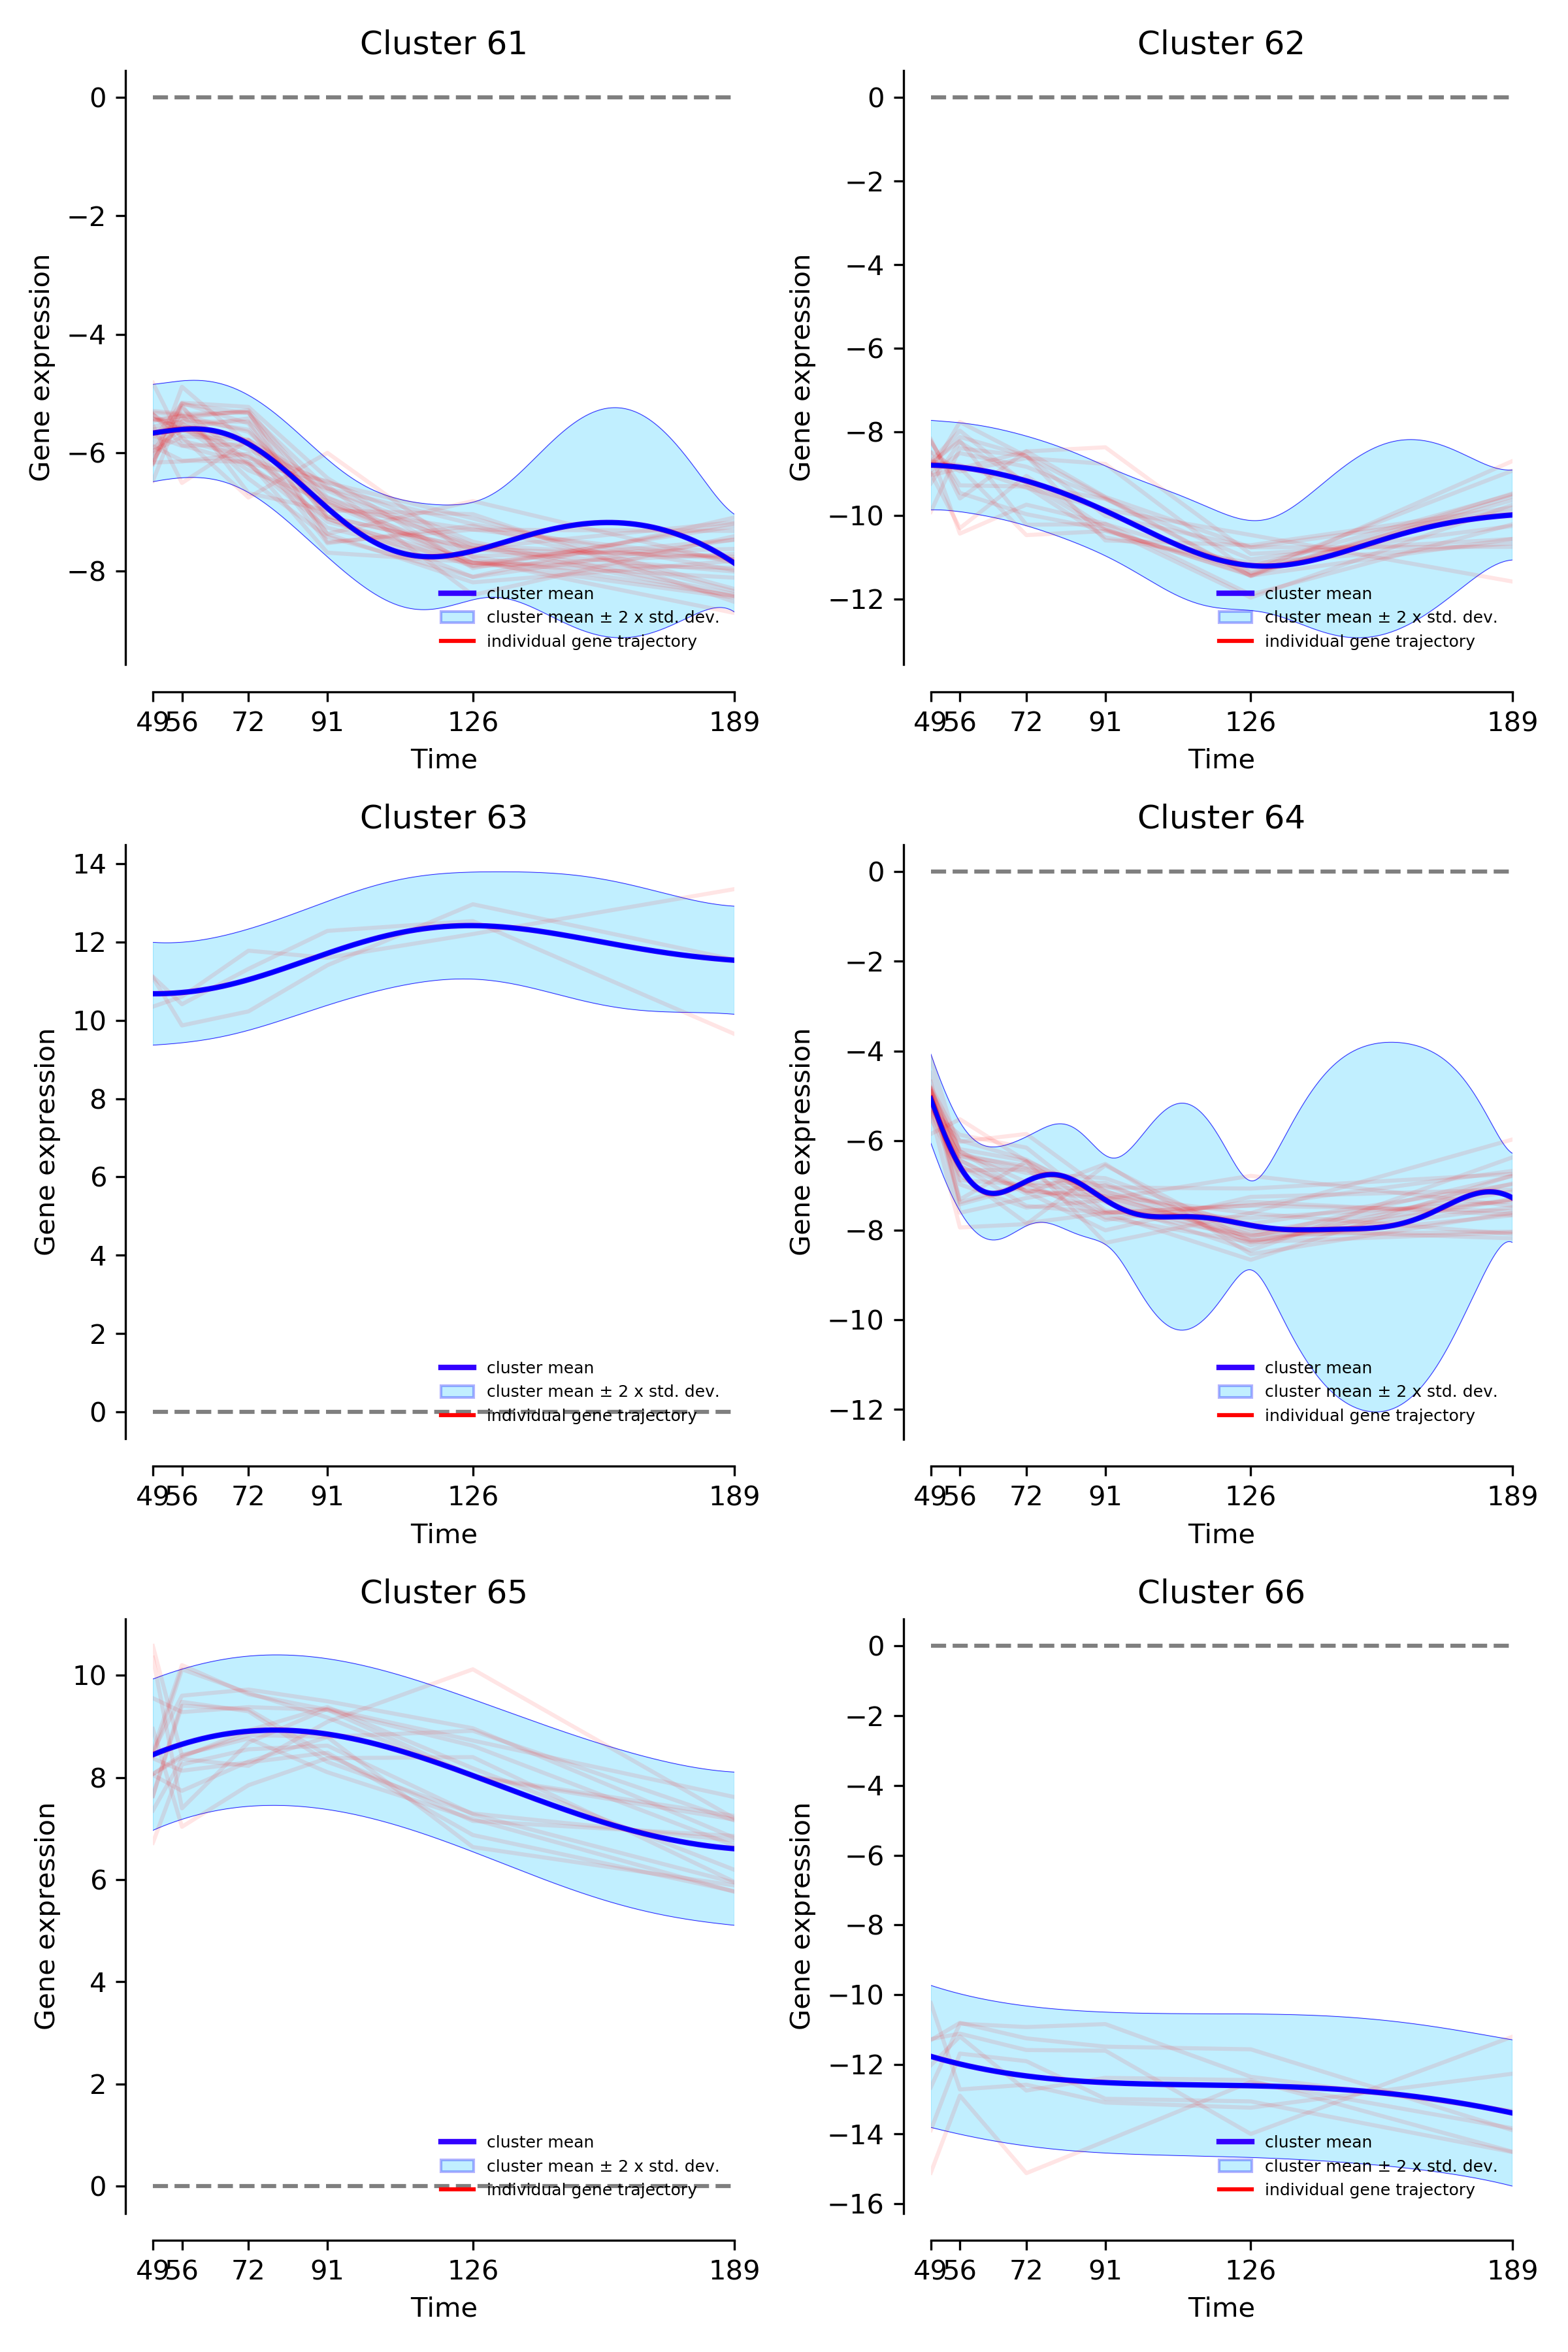 Cluster 61
Gene expression
0
−2
−4
−6
−8
cluster mean
cluster mean ± 2 x std. dev.
individual gene trajectory
49 56 72 91 126 189
Time
Cluster 62
Gene expression
0
−2
−4
−6
−8
−10
−12
cluster mean
cluster mean ± 2 x std. dev.
individual gene trajectory
49 56 72 91 126 189
Time
Cluster 63
Gene expression
14
12
10
8
6
4
2
0
cluster mean
cluster mean ± 2 x std. dev.
individual gene trajectory
49 56 72 91 126 189
Time
Cluster 64
Gene expression
0
−2
−4
−6
−8
−10
−12
cluster mean
cluster mean ± 2 x std. dev.
individual gene trajectory
49 56 72 91 126 189
Time
Cluster 65
Gene expression
10
8
6
4
2
0
cluster mean
cluster mean ± 2 x std. dev.
individual gene trajectory
49 56 72 91 126 189
Time
Cluster 66
Gene expression
0
−2
−4
−6
−8
−10
−12
−14
−16
cluster mean
cluster mean ± 2 x std. dev.
individual gene trajectory
49 56 72 91 126 189
Time